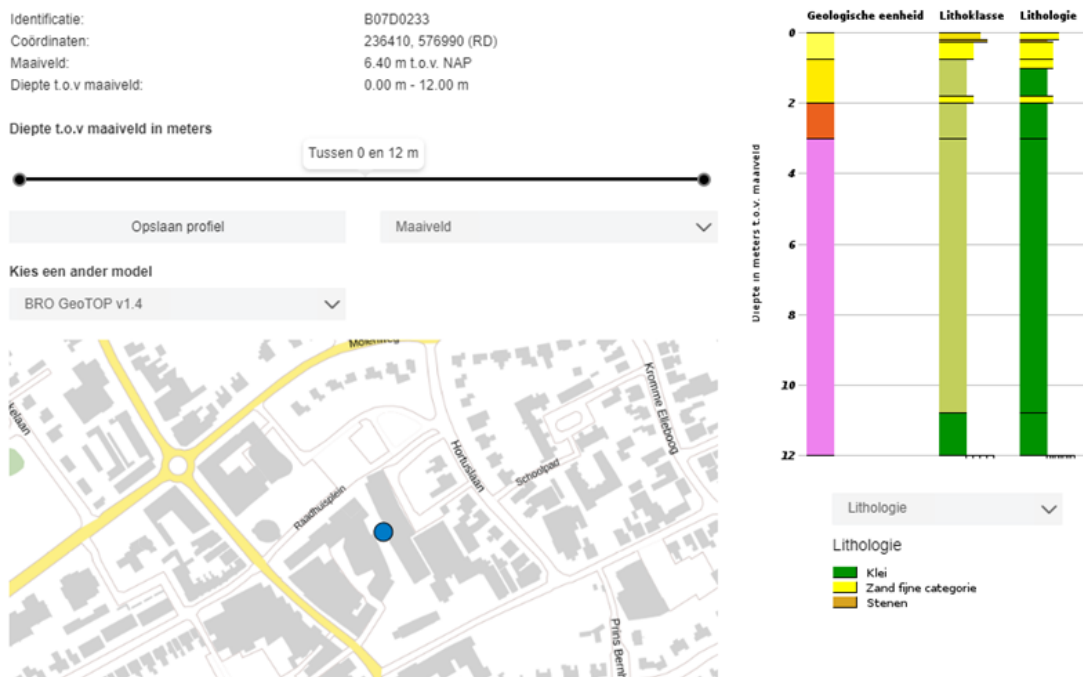 Identificatie: B07D0233
Coördinaten: 236410, 576990 (RD)
Maaiveld: 6.40 m t.o.v. NAP
Diepte t.o.v maaiveld: 0.00 m - 12.00 m
Diepte t.o.v maaiveld in meters
Tussen 0 en 12 m
Opslaan profiel
Maaiveld
Kies een ander model
BRO GeoTOP v1.4
Molenweg
Kromme Elleboog
kelaan
Hortuslaan
Schoolpad
Raadhuisplein
Prins Bernh
Geologische eenheid Lithoklasse Lithologie
Diepte in meters t.o.v. maaiveld
0
2
4
6
8
10
12
Lithologie
Lithologie
Klei
Zand fijne categorie
Stenen